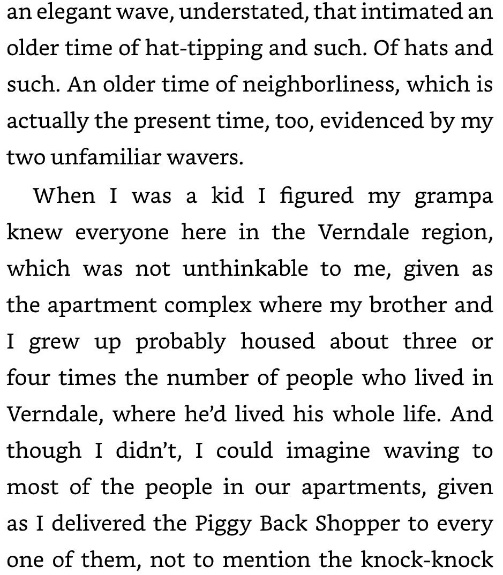 an elegant wave, understated, that intimated an
older time of hat-tipping and such. Of hats and
such. An older time of neighborliness, which is
actually the present time, too, evidenced by my
two unfamiliar wavers.
When I was a kid I figured my grampa
knew everyone here in the Verndale region,
which was not unthinkable to me, given as
the apartment complex where my brother and
I grew up probably housed about three or
four times the number of people who lived in
Verndale, where he’d lived his whole life. And
though I didn’t, I could imagine waving to
most of the people in our apartments, given
as I delivered the Piggy Back Shopper to every
one of them, not to mention the knock-knock